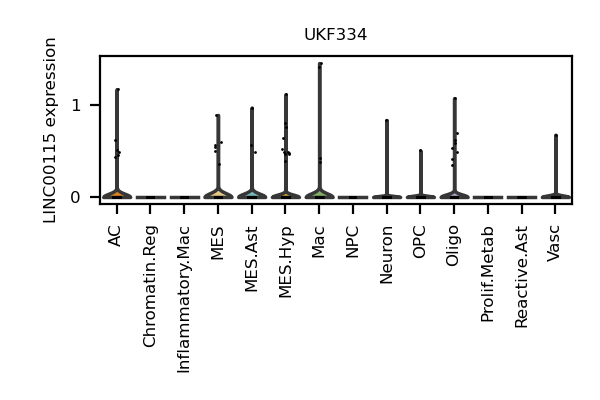 UKF334
LINC00115 expression
1
0
AC
Chromatin.Reg
Inflammatory.Mac
MES
MES.Ast
MES.Hyp
Mac
NPC
Neuron
OPC
Oligo
Prolif.Metab
Reactive.Ast
Vasc